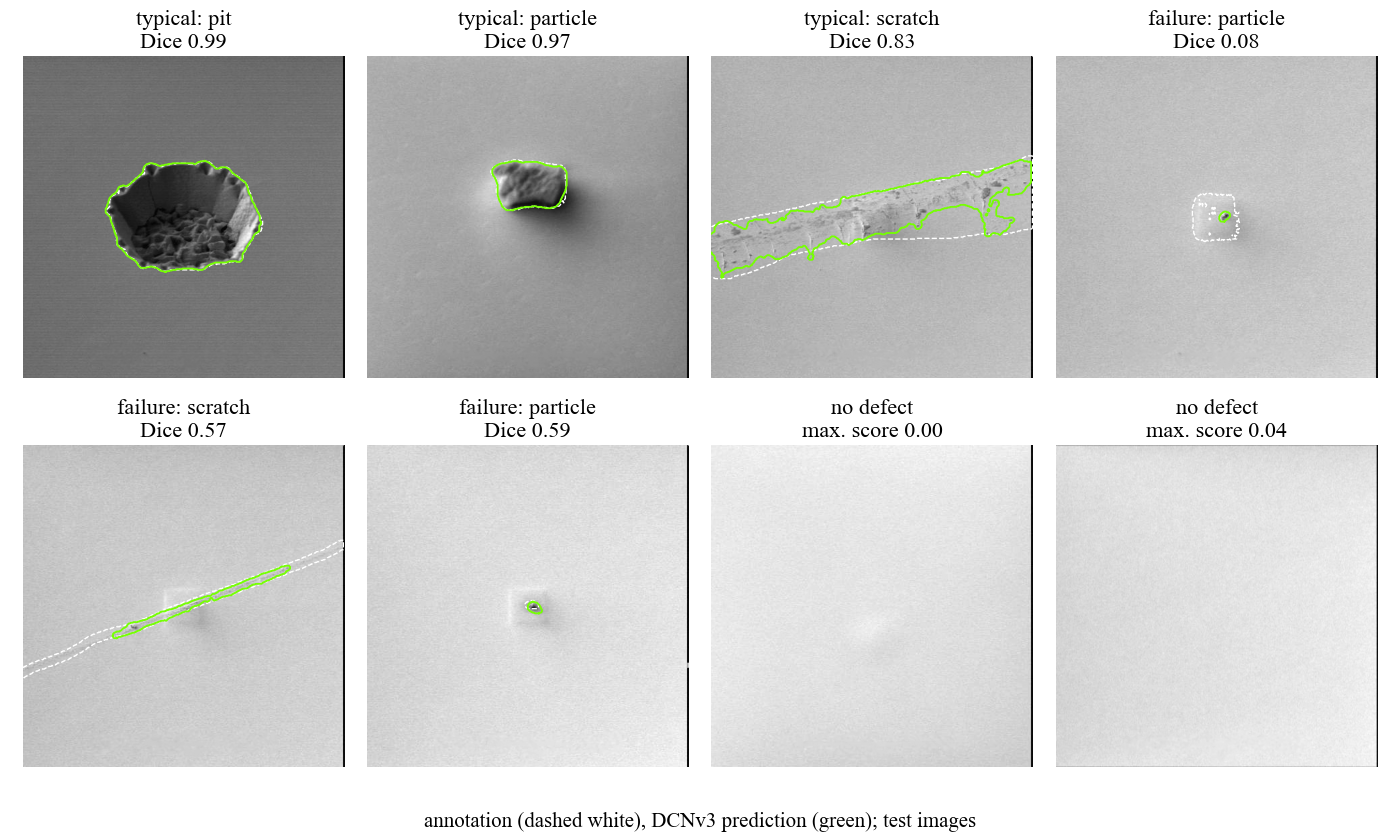 typical: pit
Dice 0.99
typical: particle
Dice 0.97
typical: scratch
Dice 0.83
failure: particle
Dice 0.08
failure: scratch
Dice 0.57
failure: particle
Dice 0.59
no defect
max. score 0.00
no defect
max. score 0.04
annotation (dashed white), DCNv3 prediction (green); test images